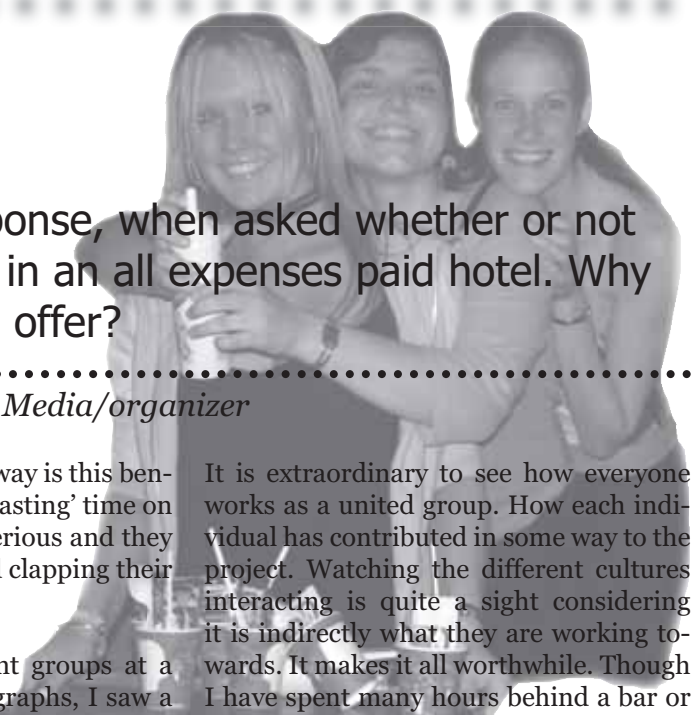 ponse, when asked whether or not
in an all expenses paid hotel. Why
offer?
Media/organizer
way is this ben-
asting’ time on
erious and they
l clapping their
nt groups at a
graphs, I saw a
It is extraordinary to see how everyone
works as a united group. How each indi-
vidual has contributed in some way to the
project. Watching the different cultures
interacting is quite a sight considering
it is indirectly what they are working to-
wards. It makes it all worthwhile. Though
I have spent many hours behind a bar or